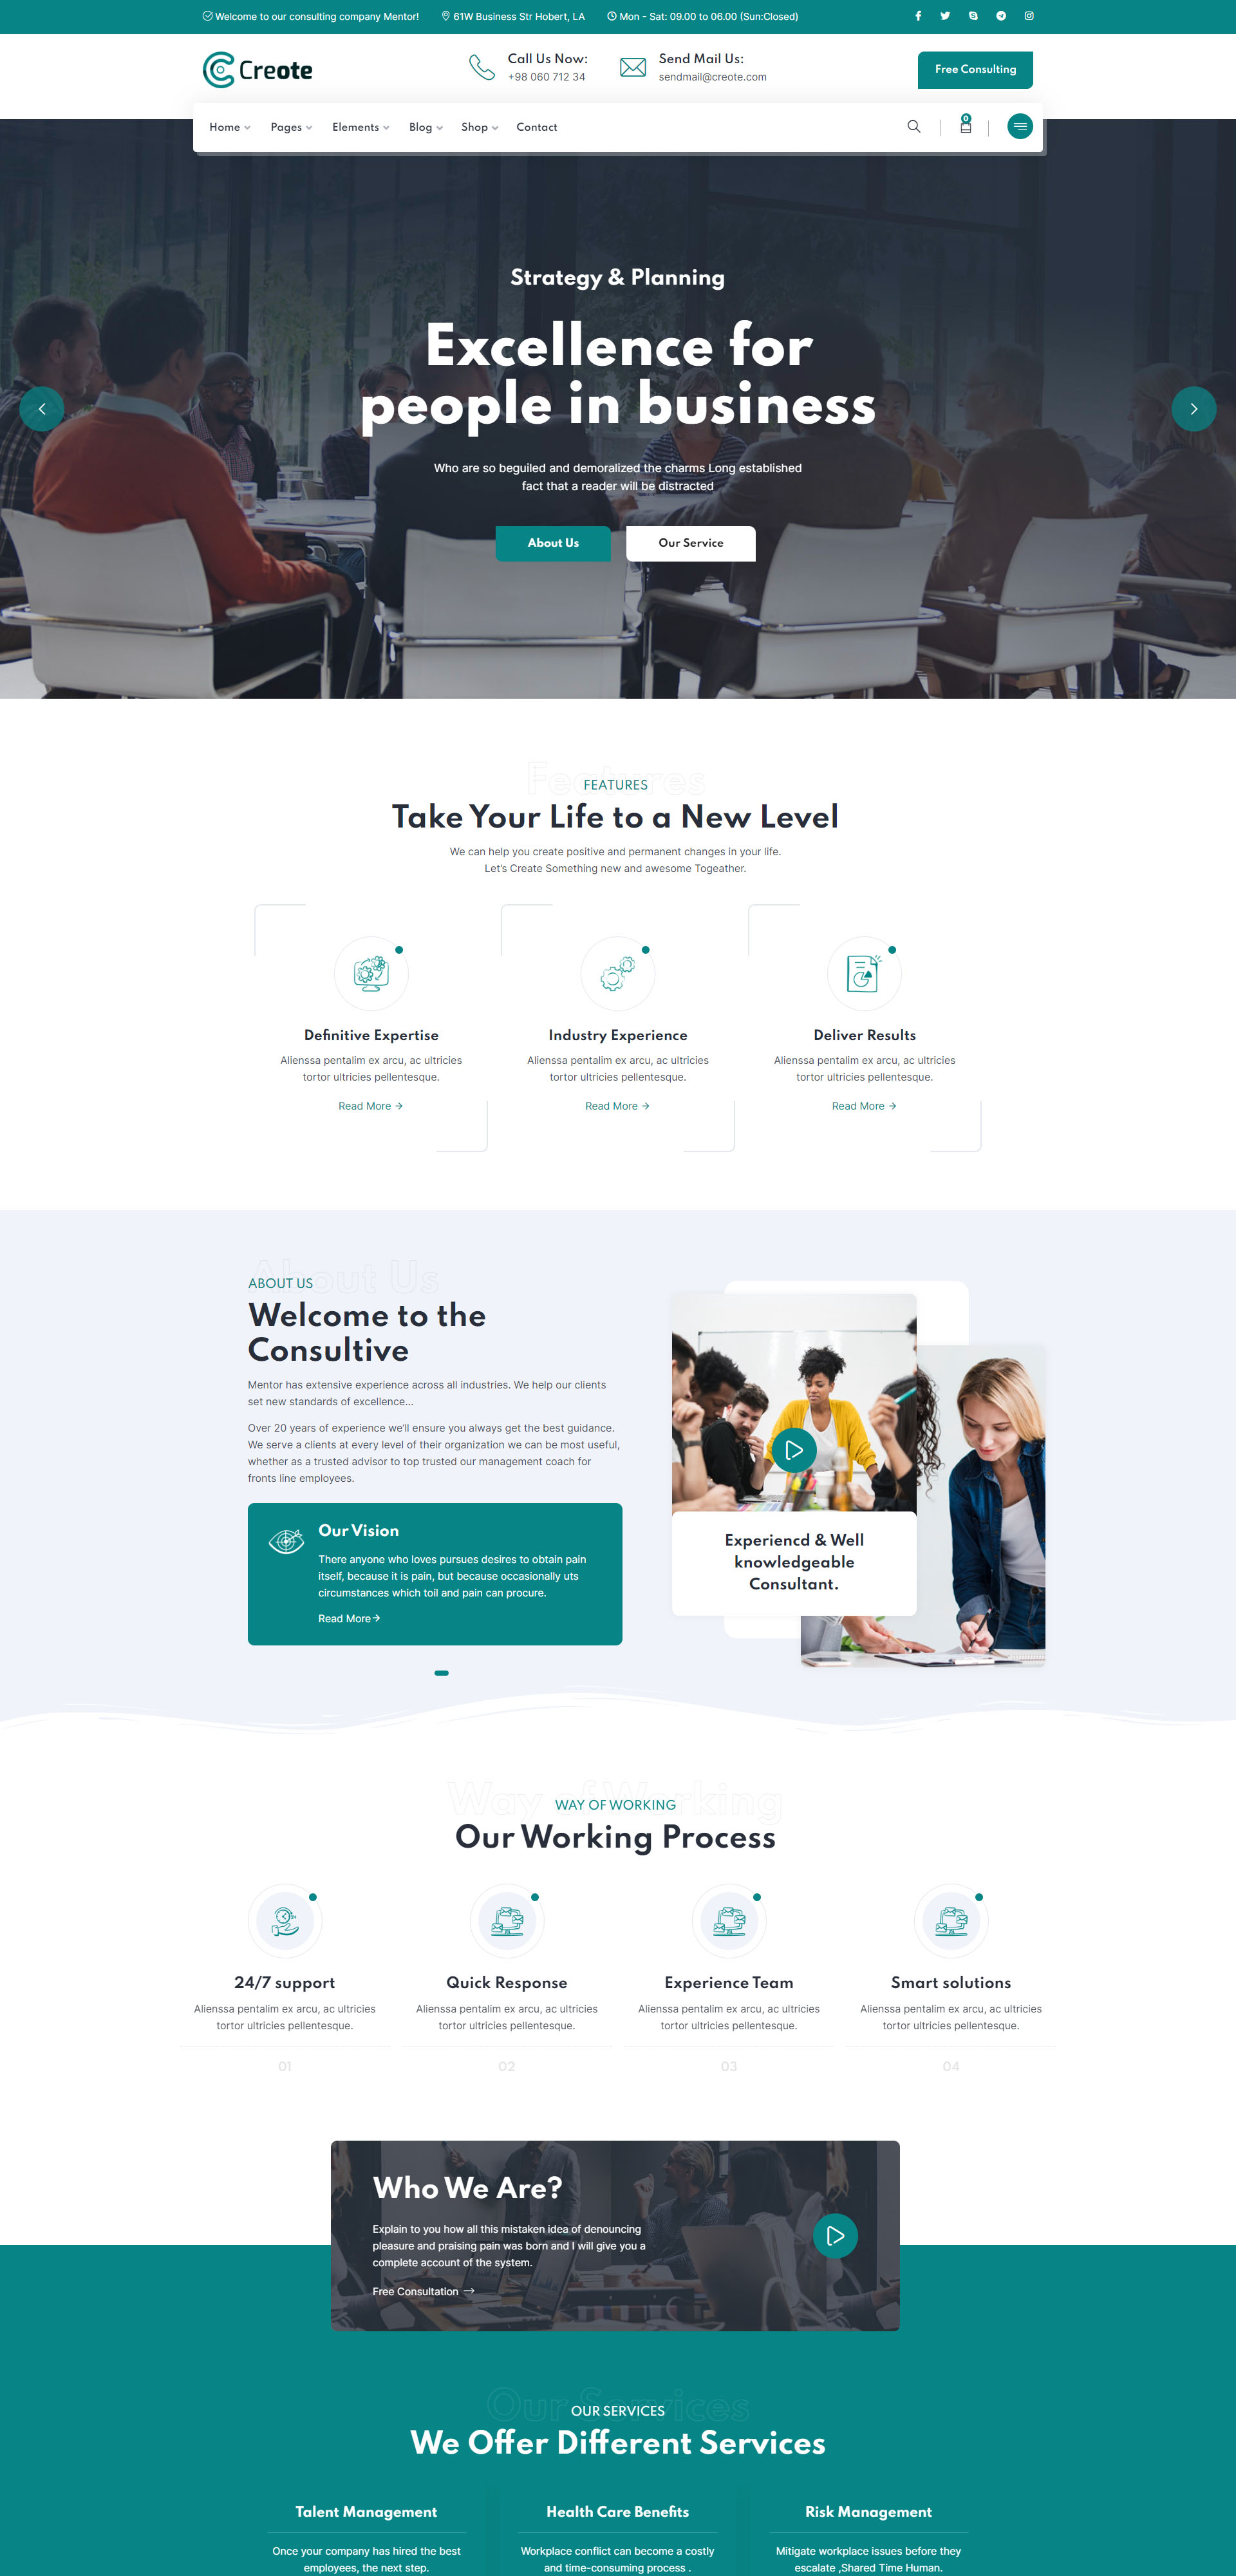 Welcome to our consulting company Mentor!
61W Business Str Hobert, LA
Mon - Sat: 09.00 to 06.00 (Sun:Closed)
Creote
Call Us Now:
+98 060 712 34
Send Mail Us:
sendmail@creote.com
Free Consulting
Home
Pages
Elements
Blog
Shop
Contact
0
Strategy & Planning
Excellence for
people in business
Who are so beguiled and demoralized the charms Long established
fact that a reader will be distracted
About Us
Our Service
Features
FEATURES
Take Your Life to a New Level
We can help you create positive and permanent changes in your life.
Let's Create Something new and awesome Togeather.
Definitive Expertise
Alienssa pentalim ex arcu, ac ultricies
tortor ultricies pellentesque.
Read More →
Industry Experience
Alienssa pentalim ex arcu, ac ultricies
tortor ultricies pellentesque.
Read More →
Deliver Results
Alienssa pentalim ex arcu, ac ultricies
tortor ultricies pellentesque.
Read More →
About Us
ABOUT US
Welcome to the
Consultive
Mentor has extensive experience across all industries. We help our clients
set new standards of excellence...
Over 20 years of experience we'll ensure you always get the best guidance.
We serve a clients at every level of their organization we can be most useful,
whether as a trusted advisor to top trusted our management coach for
fronts line employees.
Our Vision
There anyone who loves pursues desires to obtain pain
itself, because it is pain, but because occasionally uts
circumstances which toil and pain can procure.
Read More→
Experiencd & Well
knowledgeable
Consultant.
Way of Working
WAY OF WORKING
Our Working Process
24/7 support
Alienssa pentalim ex arcu, ac ultricies
tortor ultricies pellentesque.
01
Quick Response
Alienssa pentalim ex arcu, ac ultricies
tortor ultricies pellentesque.
02
Experience Team
Alienssa pentalim ex arcu, ac ultricies
tortor ultricies pellentesque.
03
Smart solutions
Alienssa pentalim ex arcu, ac ultricies
tortor ultricies pellentesque.
04
Who We Are?
Explain to you how all this mistaken idea of denouncing
pleasure and praising pain was born and I will give you a
complete account of the system.
Free Consultation →
Our Services
OUR SERVICES
We Offer Different Services
Talent Management
Once your company has hired the best
employees, the next step.
Health Care Benefits
Workplace conflict can become a costly
and time-consuming process .
Risk Management
Mitigate workplace issues before they
escalate ,Shared Time Human.